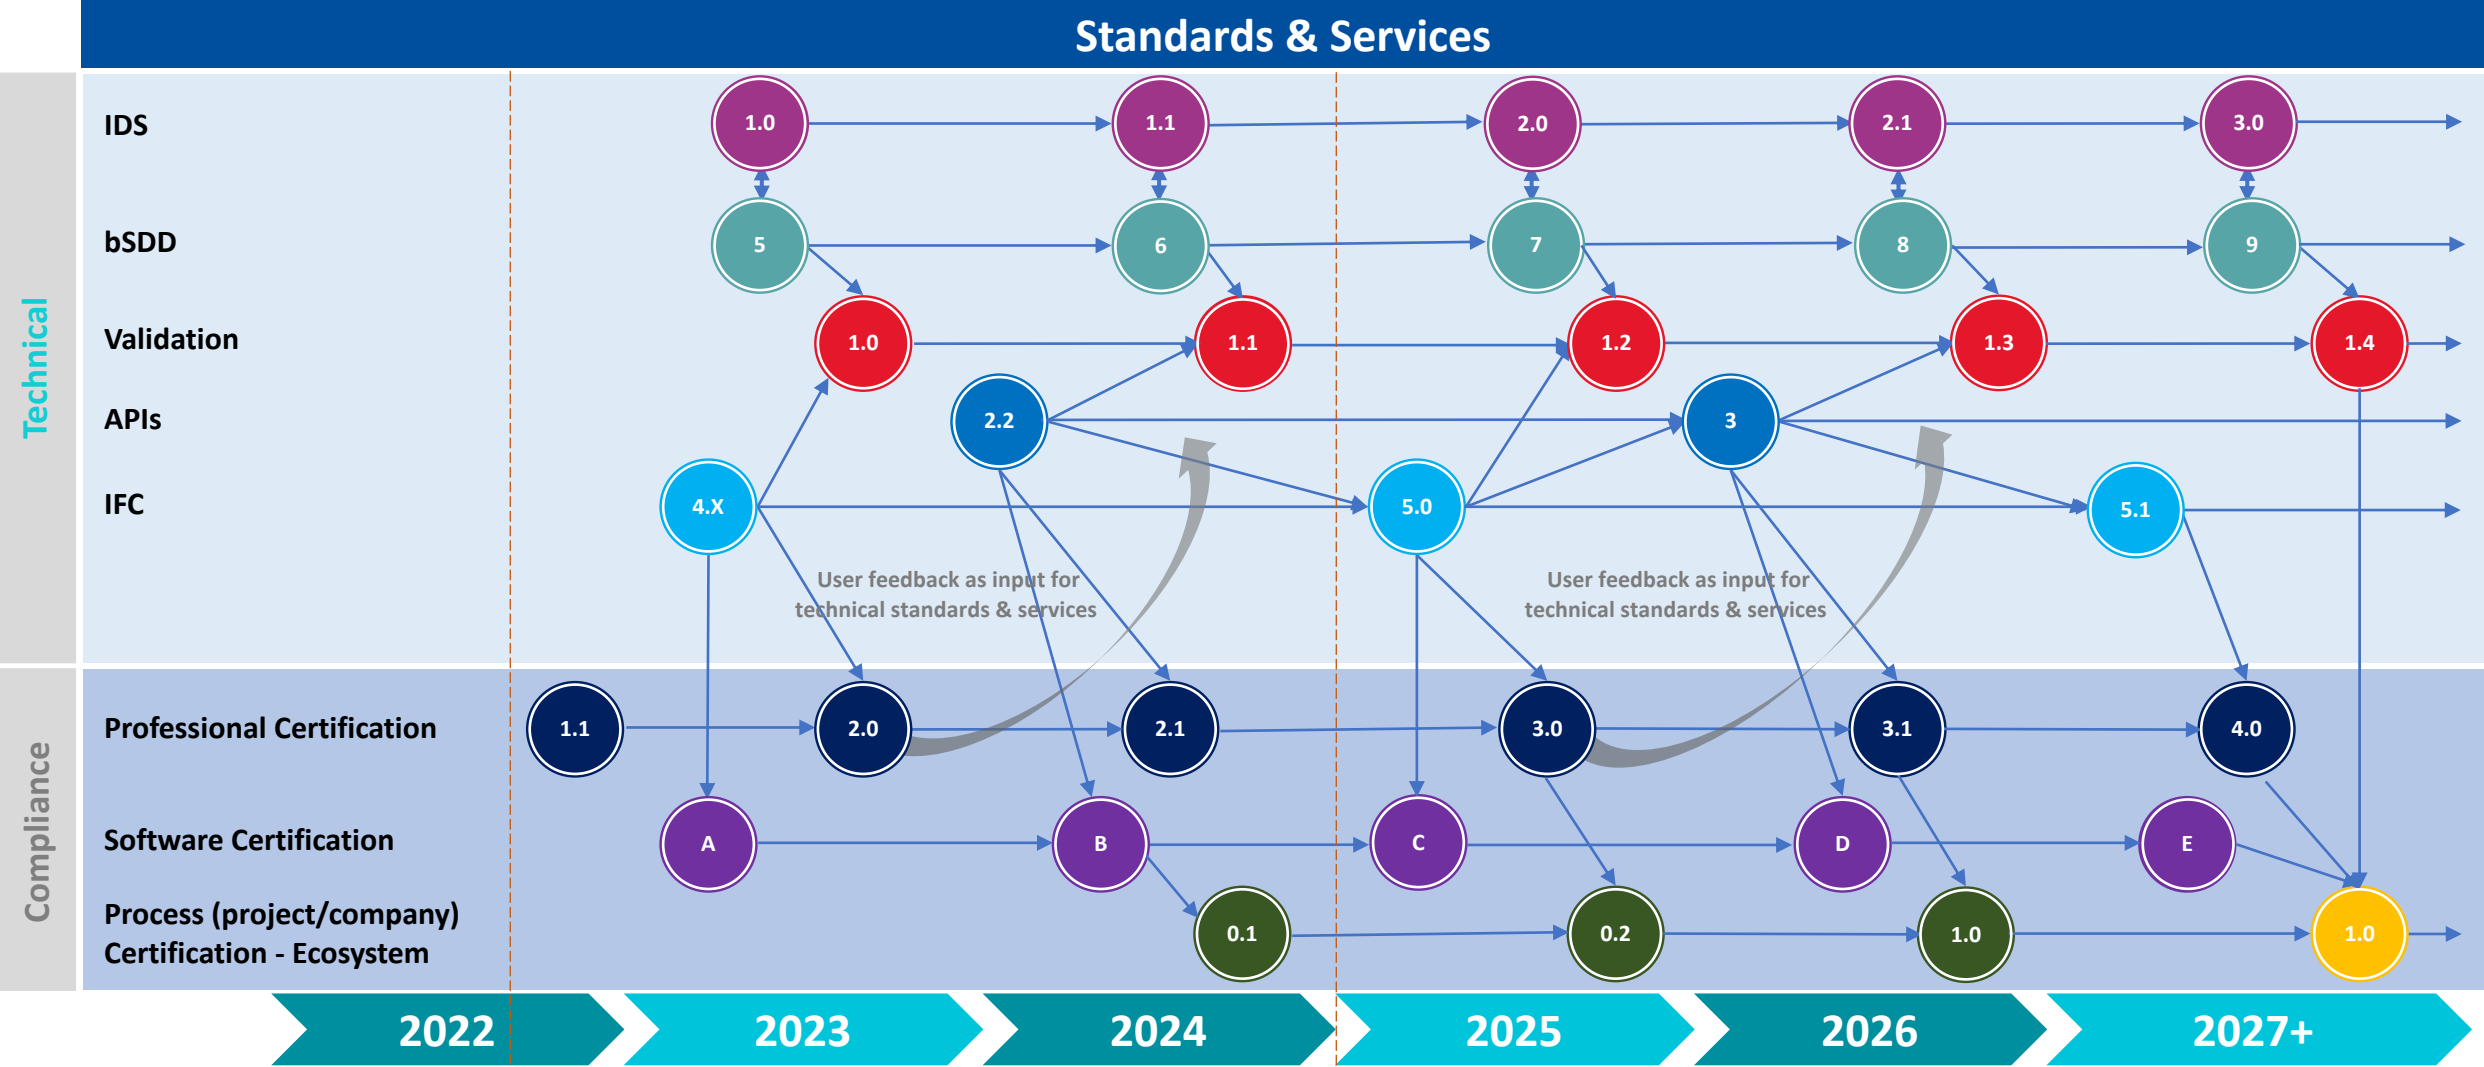 Standards & Services
Technical
IDS
1.0
1.1
2.0
2.1
3.0
bSDD
5
6
7
8
9
Validation
1.0
1.1
1.2
1.3
1.4
APIs
2.2
3
IFC
4.X
5.0
5.1
User feedback as input for
technical standards & services
User feedback as input for
technical standards & services
Compliance
Professional Certification
1.1
2.0
2.1
3.0
3.1
4.0
Software Certification
A
B
C
D
E
Process (project/company)
Certification - Ecosystem
0.1
0.2
1.0
1.0
2022
2023
2024
2025
2026
2027+